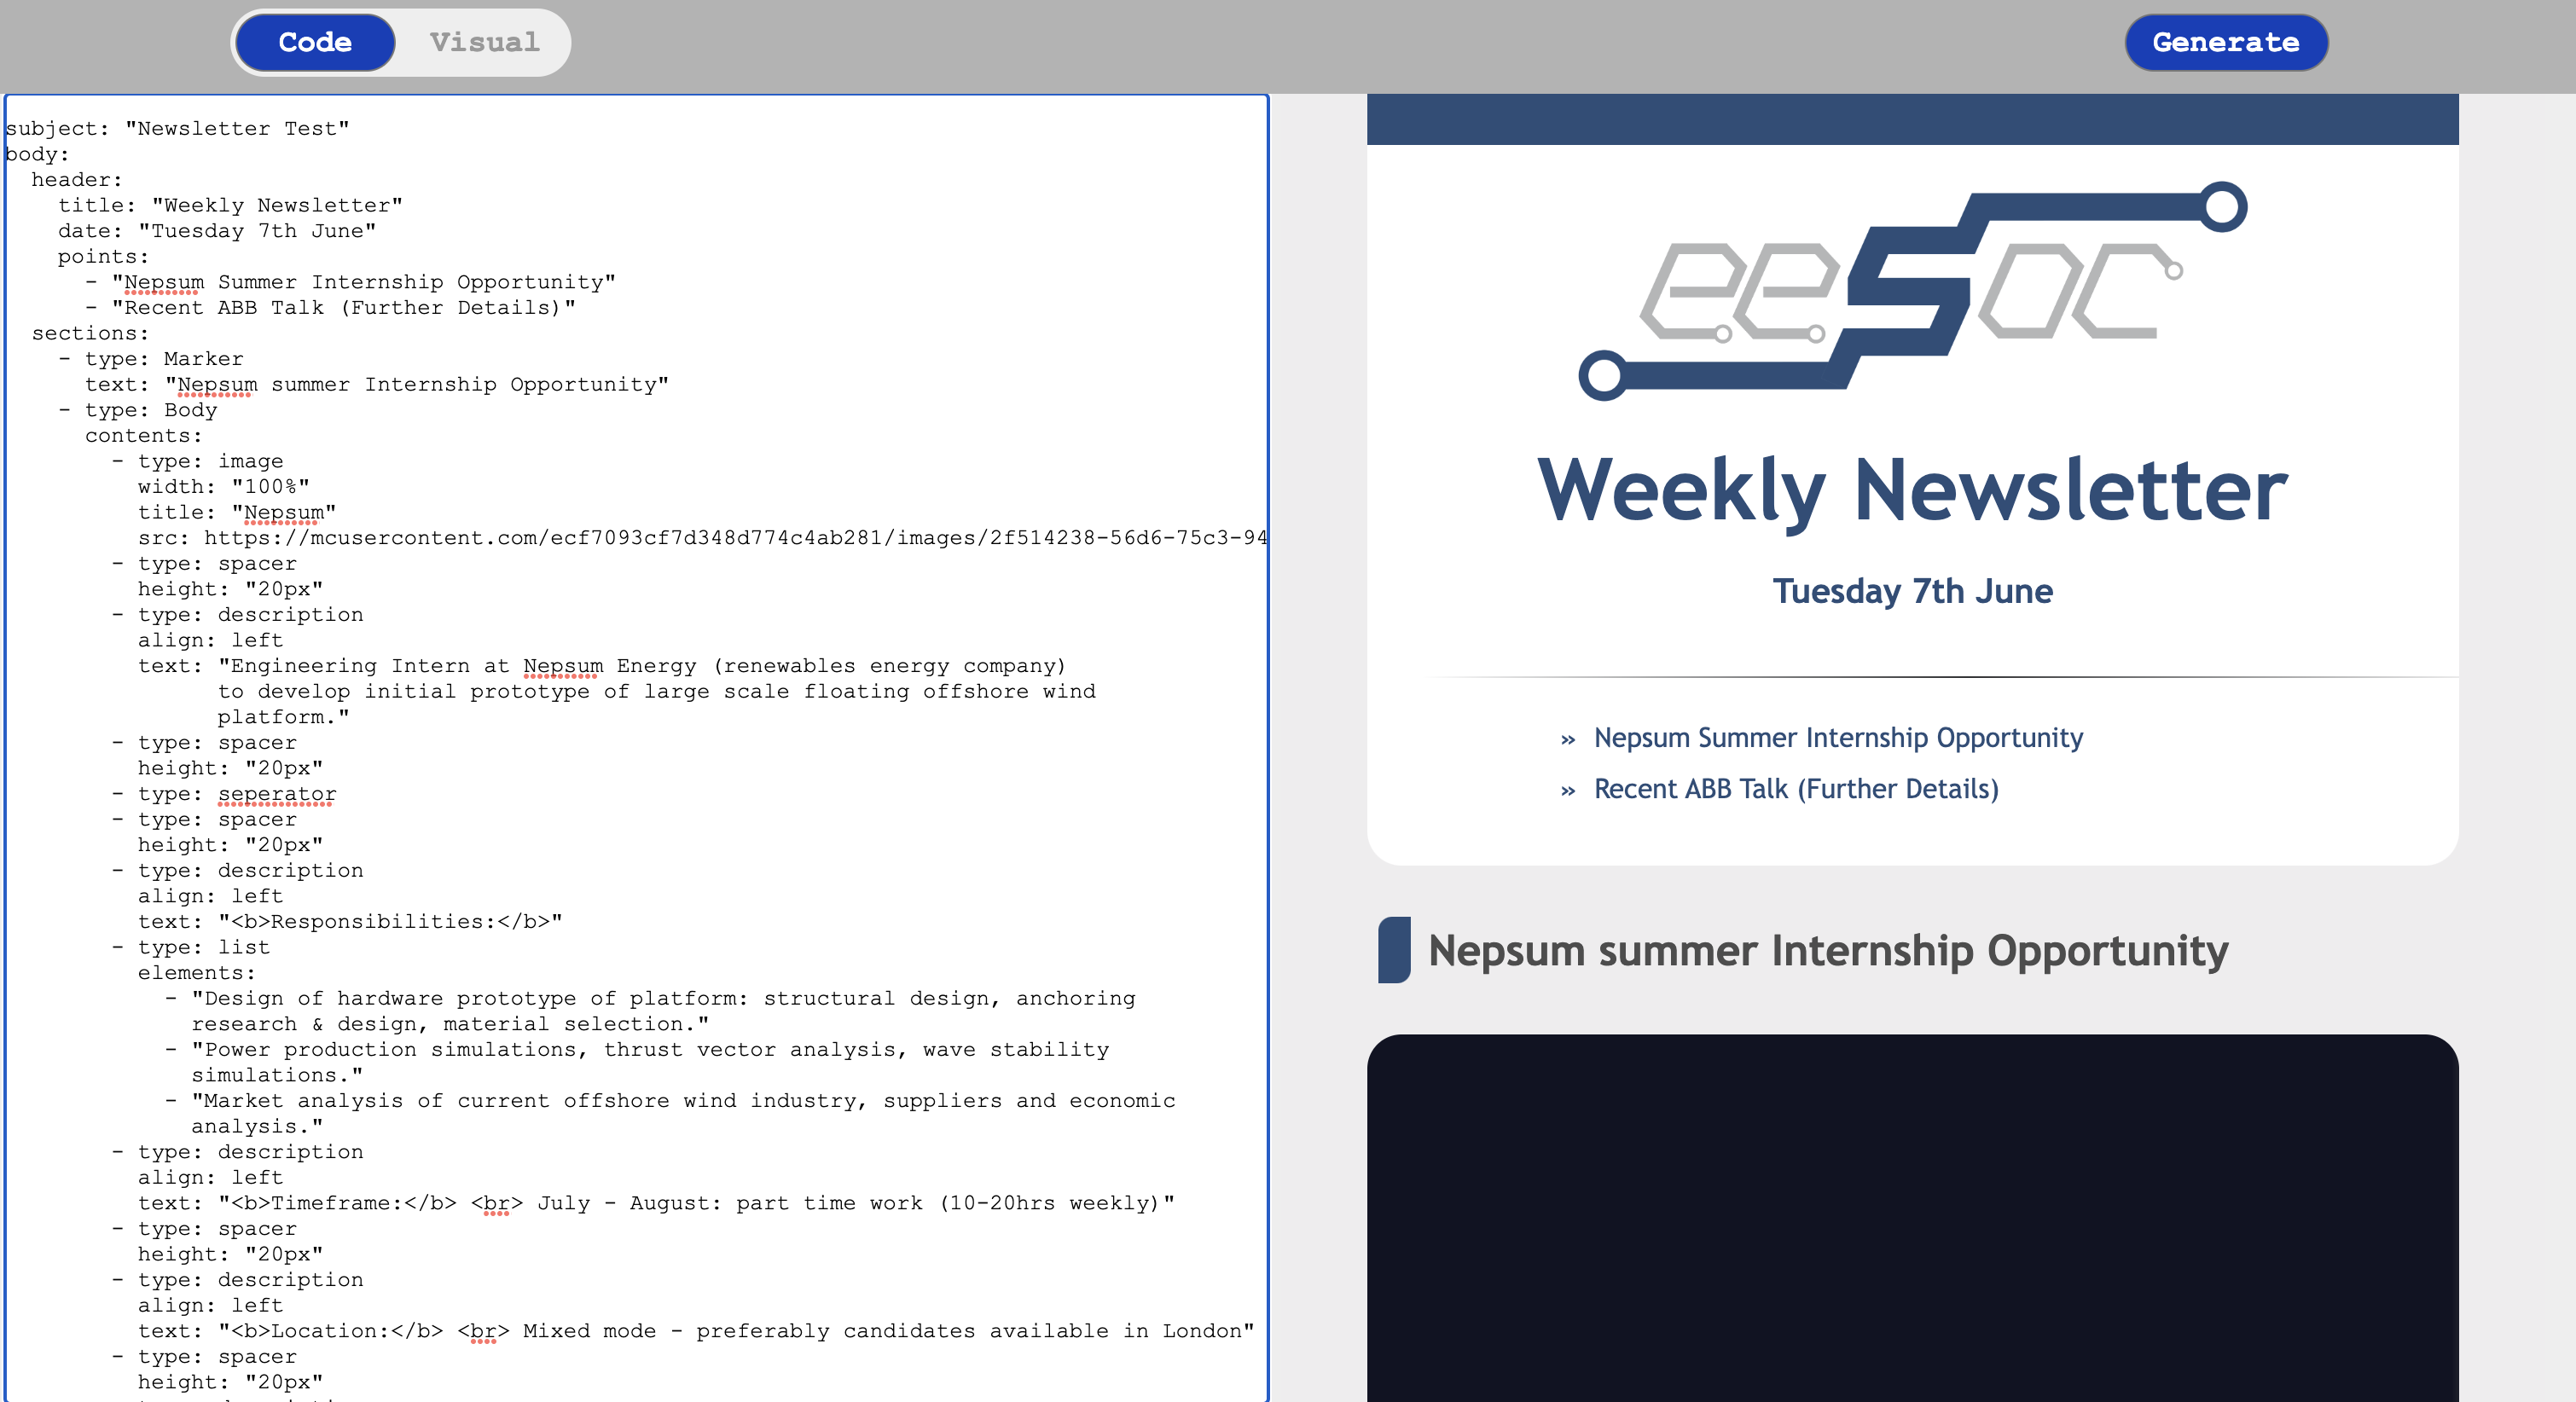 Code Visual Generate
subject: "Newsletter Test"
body:
  header:
    title: "Weekly Newsletter"
    date: "Tuesday 7th June"
    points:
      - "Nepsum Summer Internship Opportunity"
      - "Recent ABB Talk (Further Details)"
  sections:
    - type: Marker
      text: "Nepsum summer Internship Opportunity"
    - type: Body
      contents:
        - type: image
          width: "100%"
          title: "Nepsum"
          src: https://mcusercontent.com/ecf7093cf7d348d774c4ab281/images/2f514238-56d6-75c3-94
        - type: spacer
          height: "20px"
        - type: description
          align: left
          text: "Engineering Intern at Nepsum Energy (renewables energy company)
                to develop initial prototype of large scale floating offshore wind
                platform."
        - type: spacer
          height: "20px"
        - type: seperator
        - type: spacer
          height: "20px"
        - type: description
          align: left
          text: "<b>Responsibilities:</b>"
        - type: list
          elements:
            - "Design of hardware prototype of platform: structural design, anchoring
              research & design, material selection."
            - "Power production simulations, thrust vector analysis, wave stability
              simulations."
            - "Market analysis of current offshore wind industry, suppliers and economic
              analysis."
        - type: description
          align: left
          text: "<b>Timeframe:</b> <br> July - August: part time work (10-20hrs weekly)"
        - type: spacer
          height: "20px"
        - type: description
          align: left
          text: "<b>Location:</b> <br> Mixed mode - preferably candidates available in London"
        - type: spacer
          height: "20px"
eesoc
Weekly Newsletter
Tuesday 7th June
» Nepsum Summer Internship Opportunity
» Recent ABB Talk (Further Details)
Nepsum summer Internship Opportunity